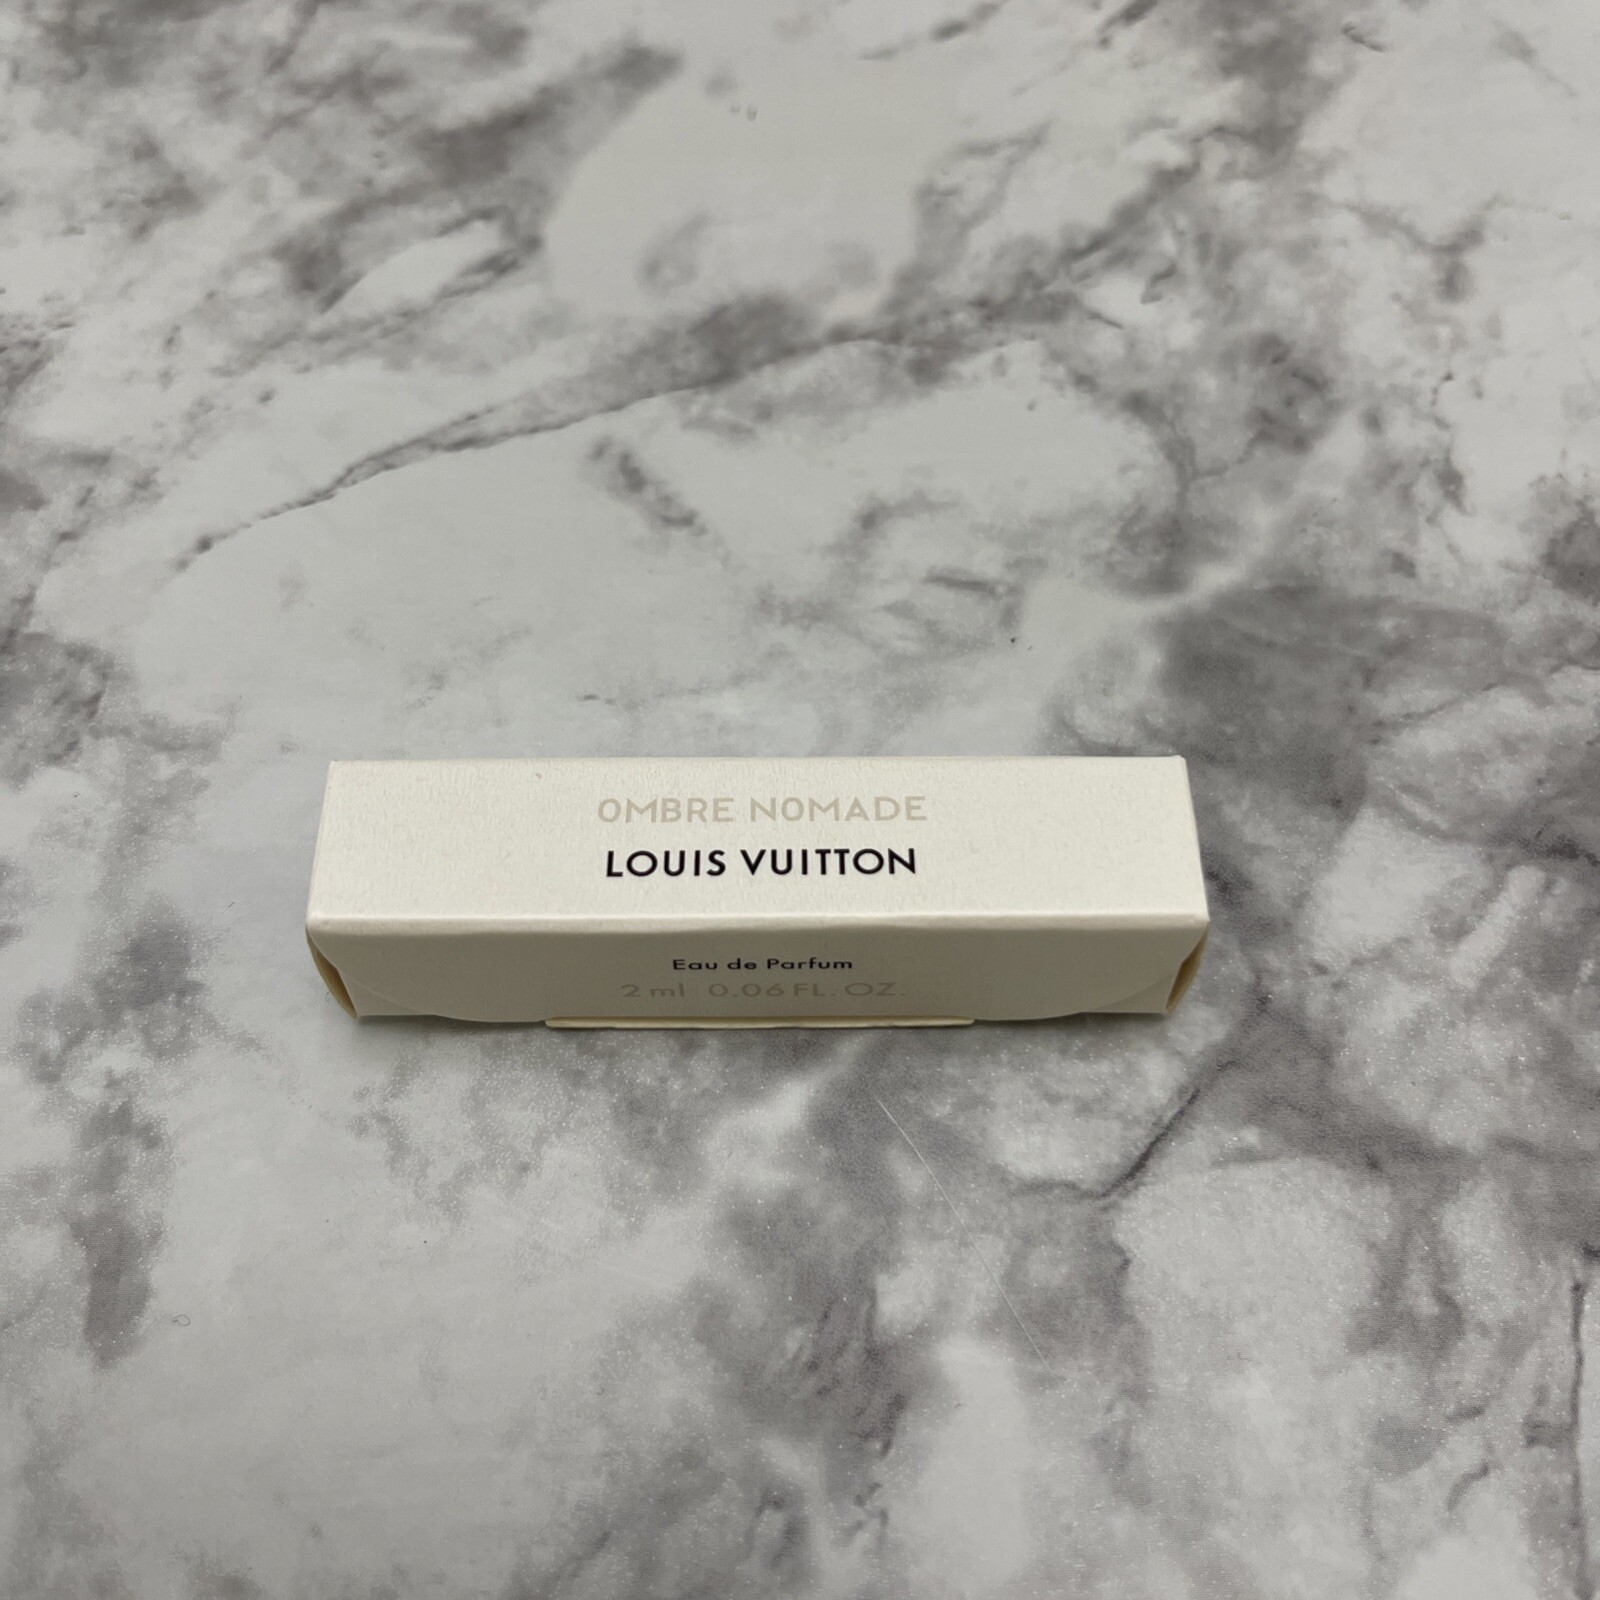 OMBRE NOMADE
LOUIS VUITTON
Eau de Parfum
2 ml 0.06 FL. OZ.